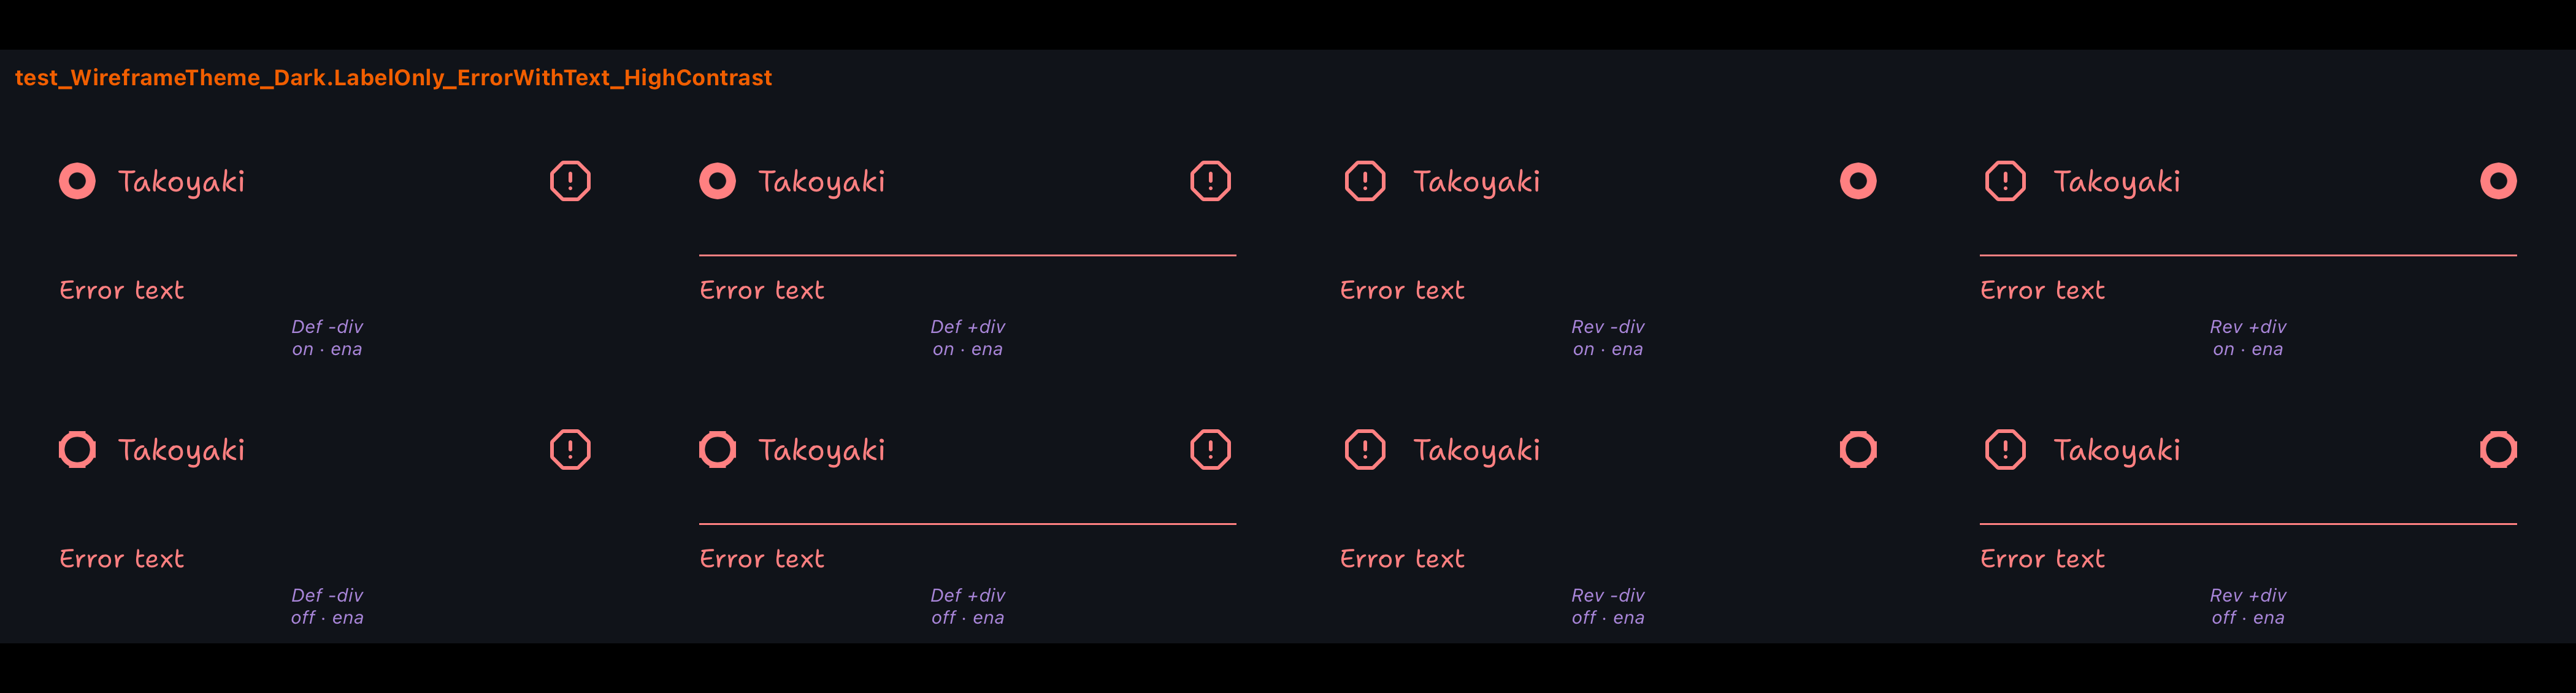 test_WireframeTheme_Dark.LabelOnly_ErrorWithText_HighContrast
Takoyaki
Takoyaki
Takoyaki
Takoyaki
Error text
Error text
Error text
Error text
Def -div
on · ena
Def +div
on · ena
Rev -div
on · ena
Rev +div
on · ena
Takoyaki
Takoyaki
Takoyaki
Takoyaki
Error text
Error text
Error text
Error text
Def -div
off · ena
Def +div
off · ena
Rev -div
off · ena
Rev +div
off · ena